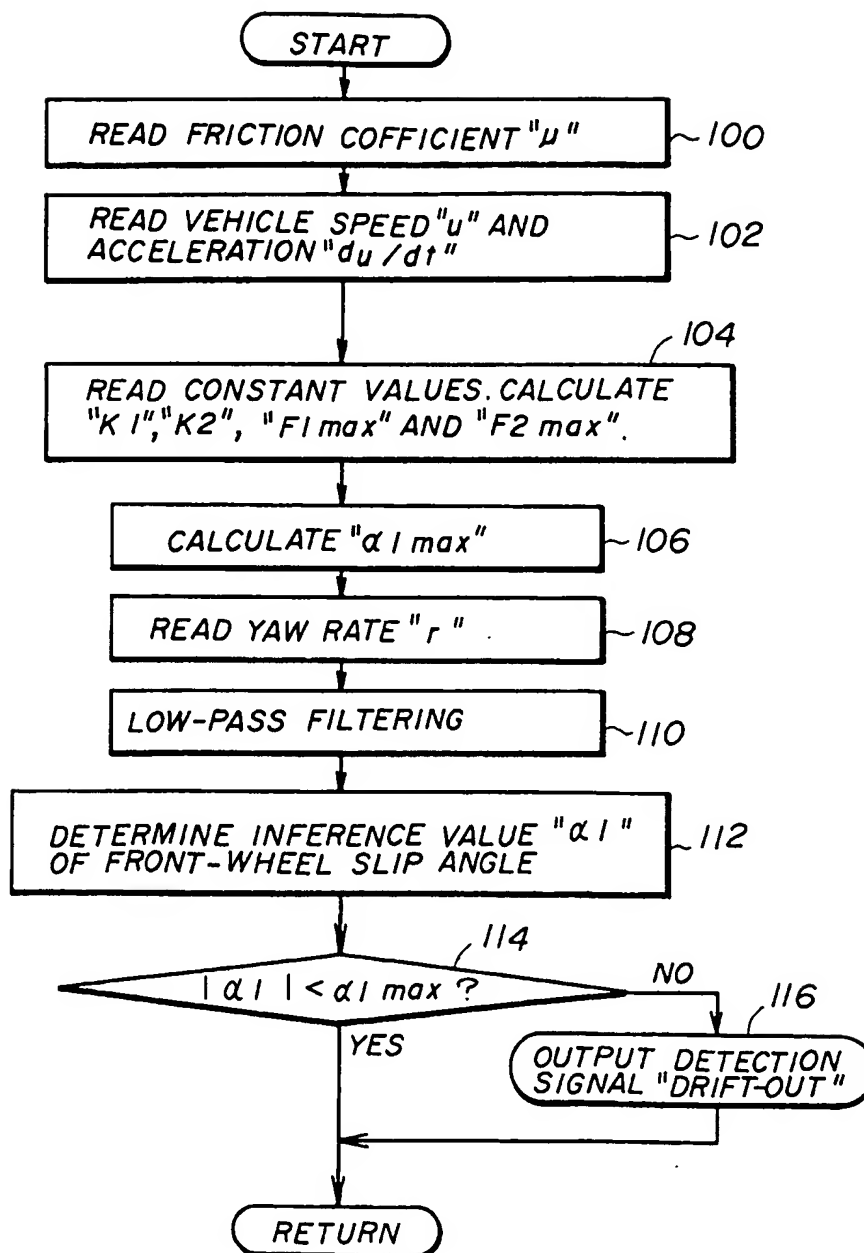 START
READ FRICTION COFFICIENT "μ"
100
READ VEHICLE SPEED "u" AND
ACCELERATION "du/dt"
102
104
READ CONSTANT VALUES. CALCULATE
"K1", "K2", "F1 max" AND "F2 max".
CALCULATE "α1 max"
106
READ YAW RATE "r"
108
LOW-PASS FILTERING
110
DETERMINE INFERENCE VALUE "α1"
OF FRONT-WHEEL SLIP ANGLE
112
114
|α1| < α1 max ?
NO
116
YES
OUTPUT DETECTION
SIGNAL "DRIFT-OUT"
RETURN